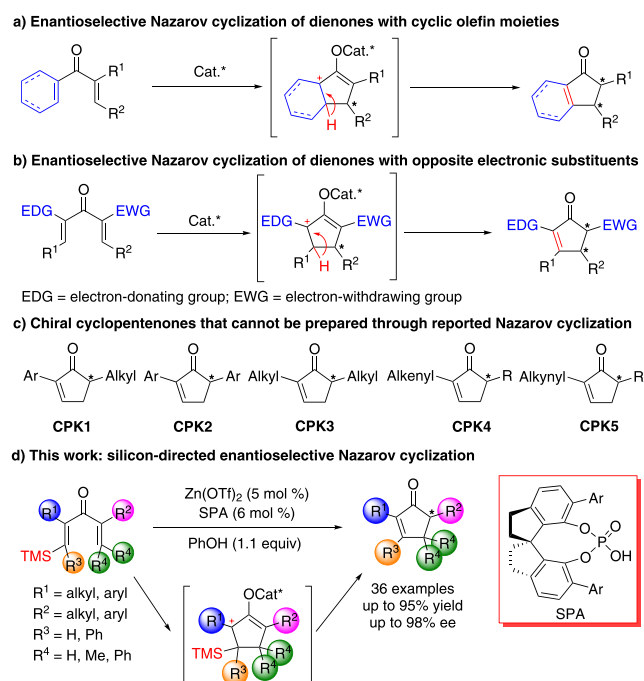 a) Enantioselective Nazarov cyclization of dienones with cyclic olefin moieties
O R¹ R² Cat.* OCat.* + R¹ H * R² O * R¹ * R²
b) Enantioselective Nazarov cyclization of dienones with opposite electronic substituents
EDG O EWG R¹ R² Cat.* EDG OCat.* + EWG R¹ H * R² EDG O * EWG R¹ * R²
EDG = electron-donating group; EWG = electron-withdrawing group
c) Chiral cyclopentenones that cannot be prepared through reported Nazarov cyclization
O O O O O
Ar * Alkyl Ar * Ar Alkyl * Alkyl Alkenyl * R Alkynyl * R
CPK1 CPK2 CPK3 CPK4 CPK5
d) This work: silicon-directed enantioselective Nazarov cyclization
O R¹ R² TMS R³ R⁴ R⁴
Zn(OTf)₂ (5 mol %)
SPA (6 mol %)
PhOH (1.1 equiv)
O R¹ * R² R³ R⁴ R⁴
Ar O O P O OH Ar
SPA
R¹ = alkyl, aryl
R² = alkyl, aryl
R³ = H, Ph
R⁴ = H, Me, Ph
OCat* R¹ + R² TMS R³ R⁴ R⁴
36 examples
up to 95% yield
up to 98% ee